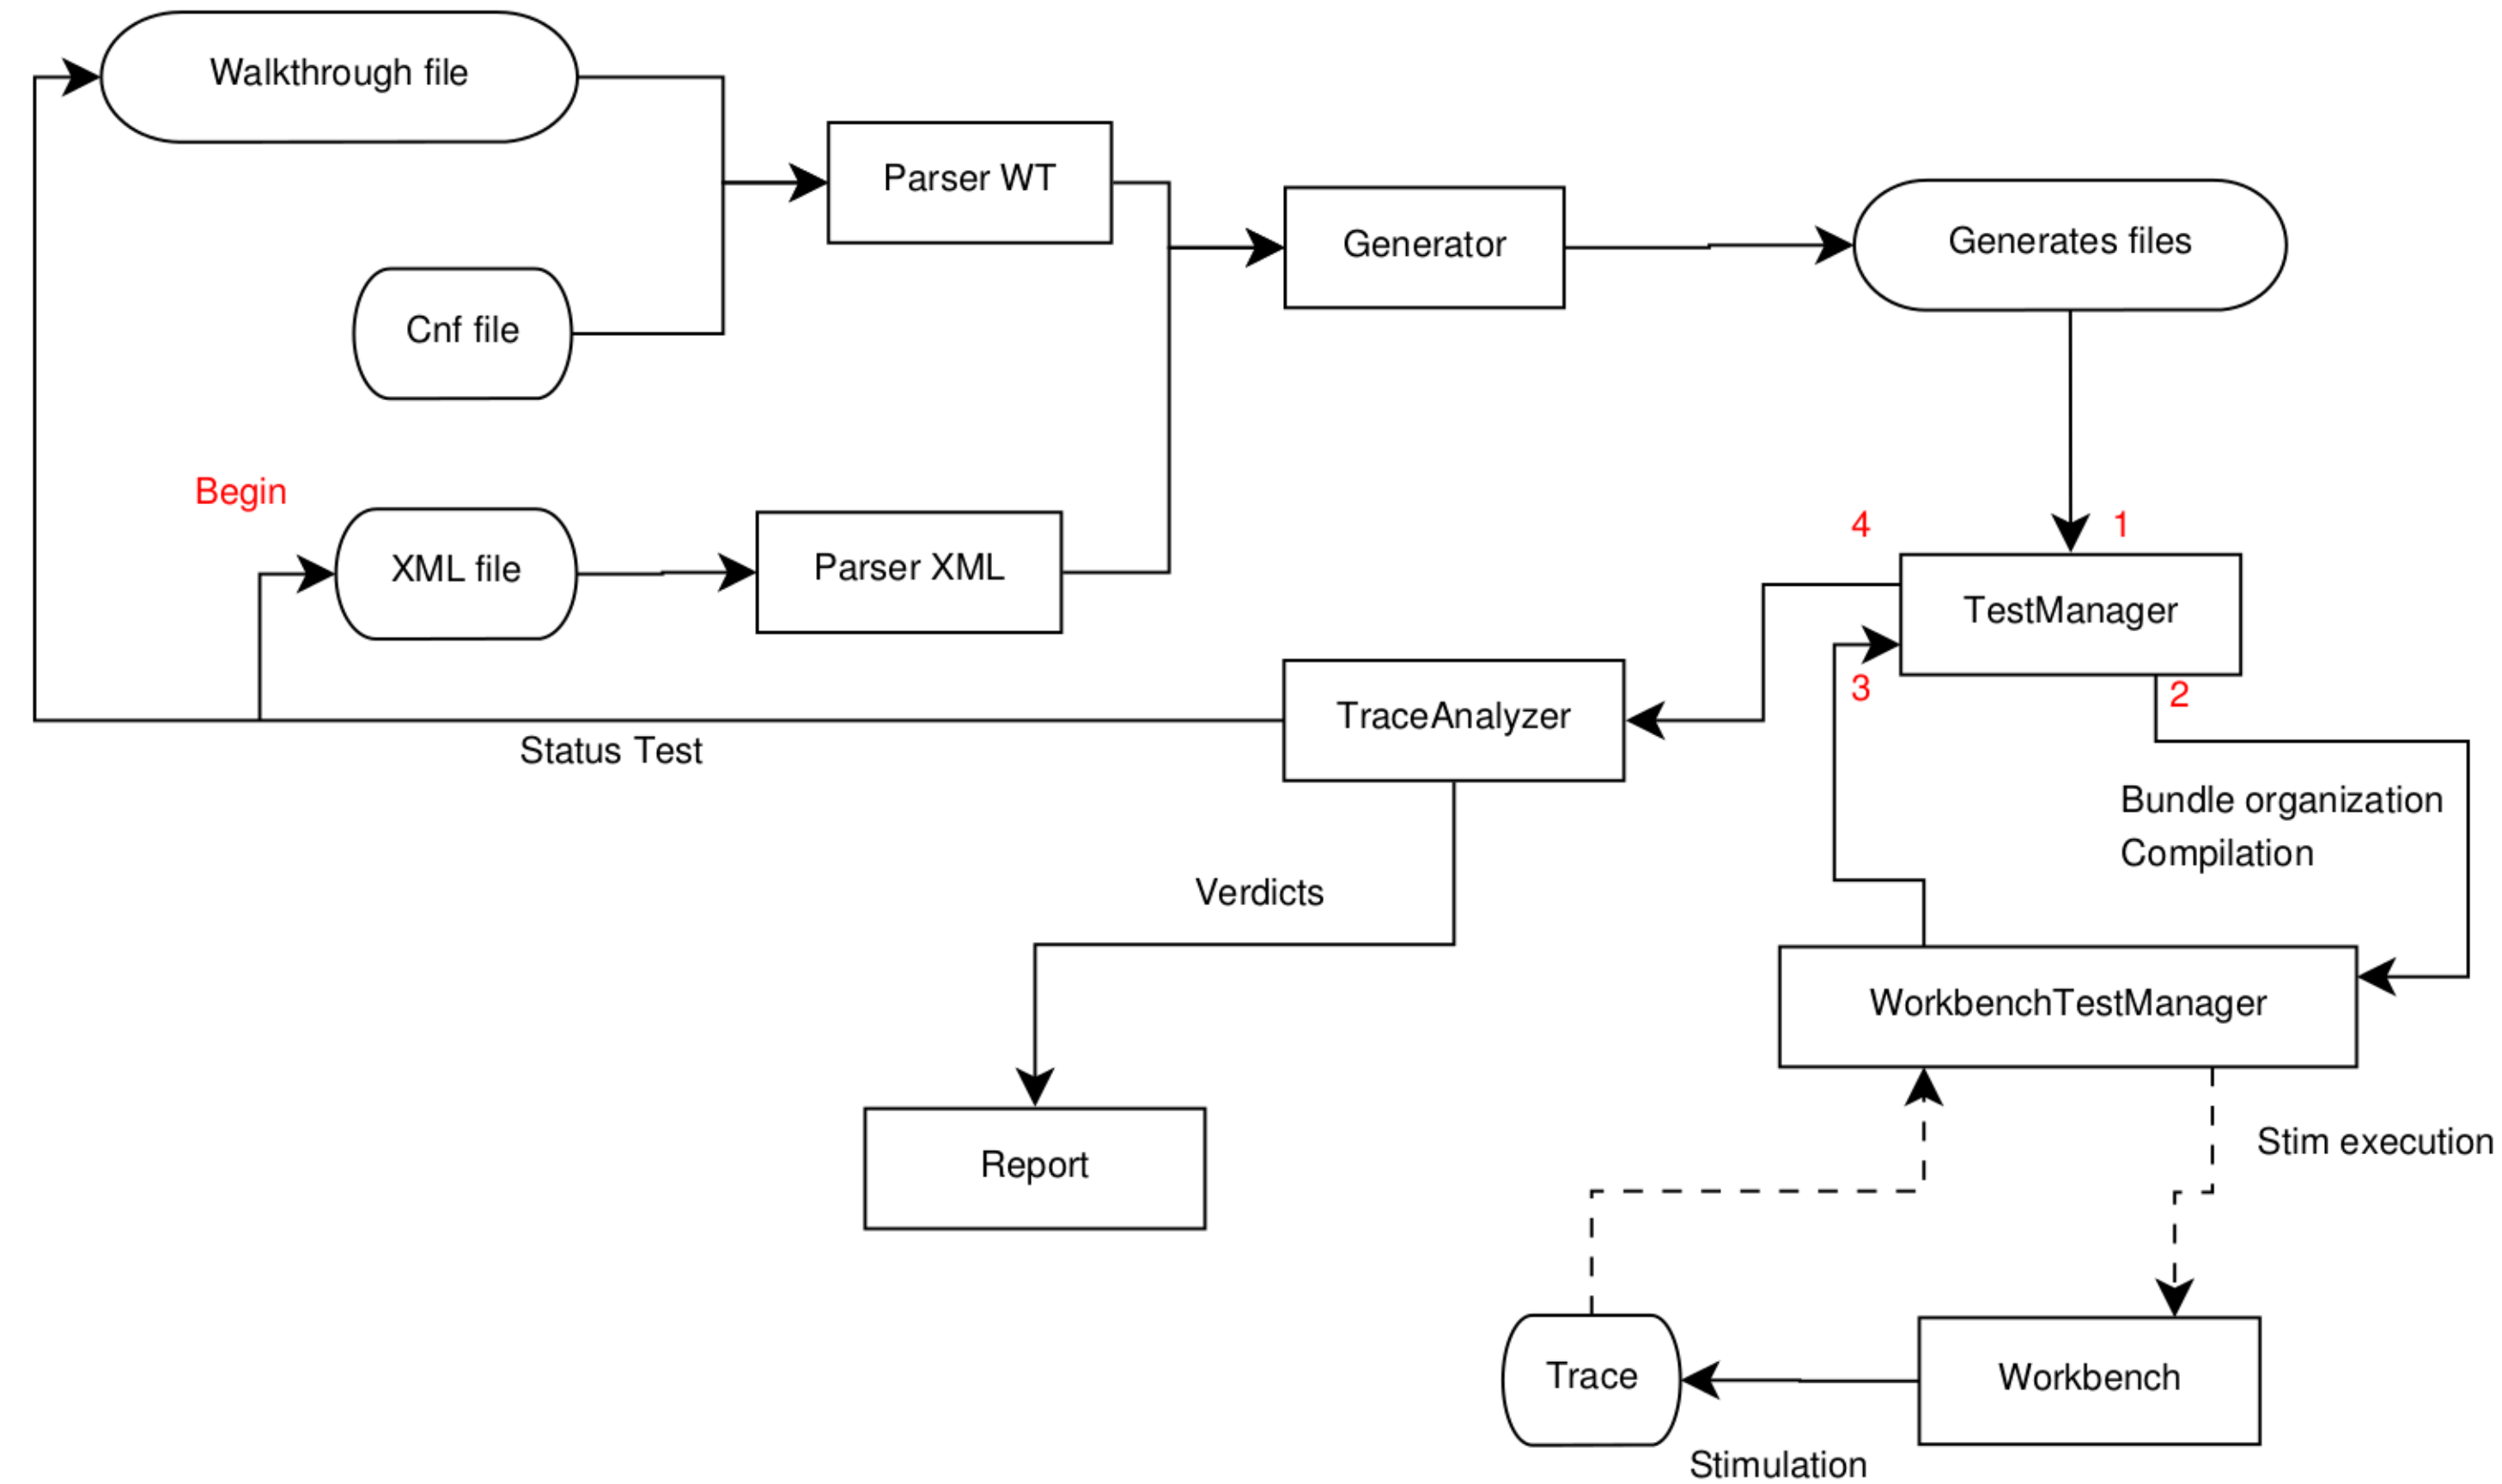 Walkthrough file
Parser WT
Generator
Generates files
Cnf file
Begin
XML file
Parser XML
4
1
TestManager
3
2
TraceAnalyzer
Status Test
Bundle organization
Compilation
Verdicts
WorkbenchTestManager
Report
Stim execution
Trace
Workbench
Stimulation